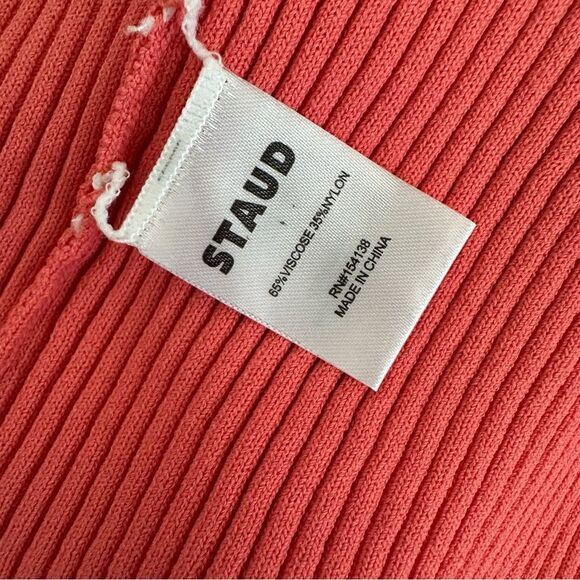 STAUD
65%VISCOSE 35%NYLON
RN#154138
MADE IN CHINA